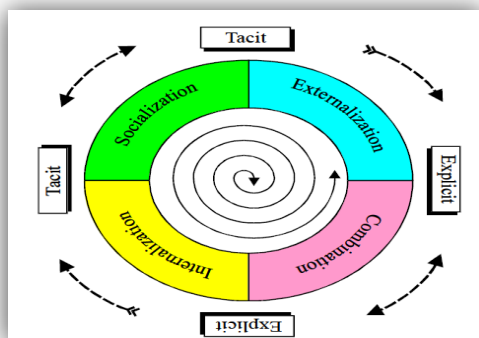 Tacit
Socialization
Externalization
Tacit
Explicit
Internalization
Combination
Explicit